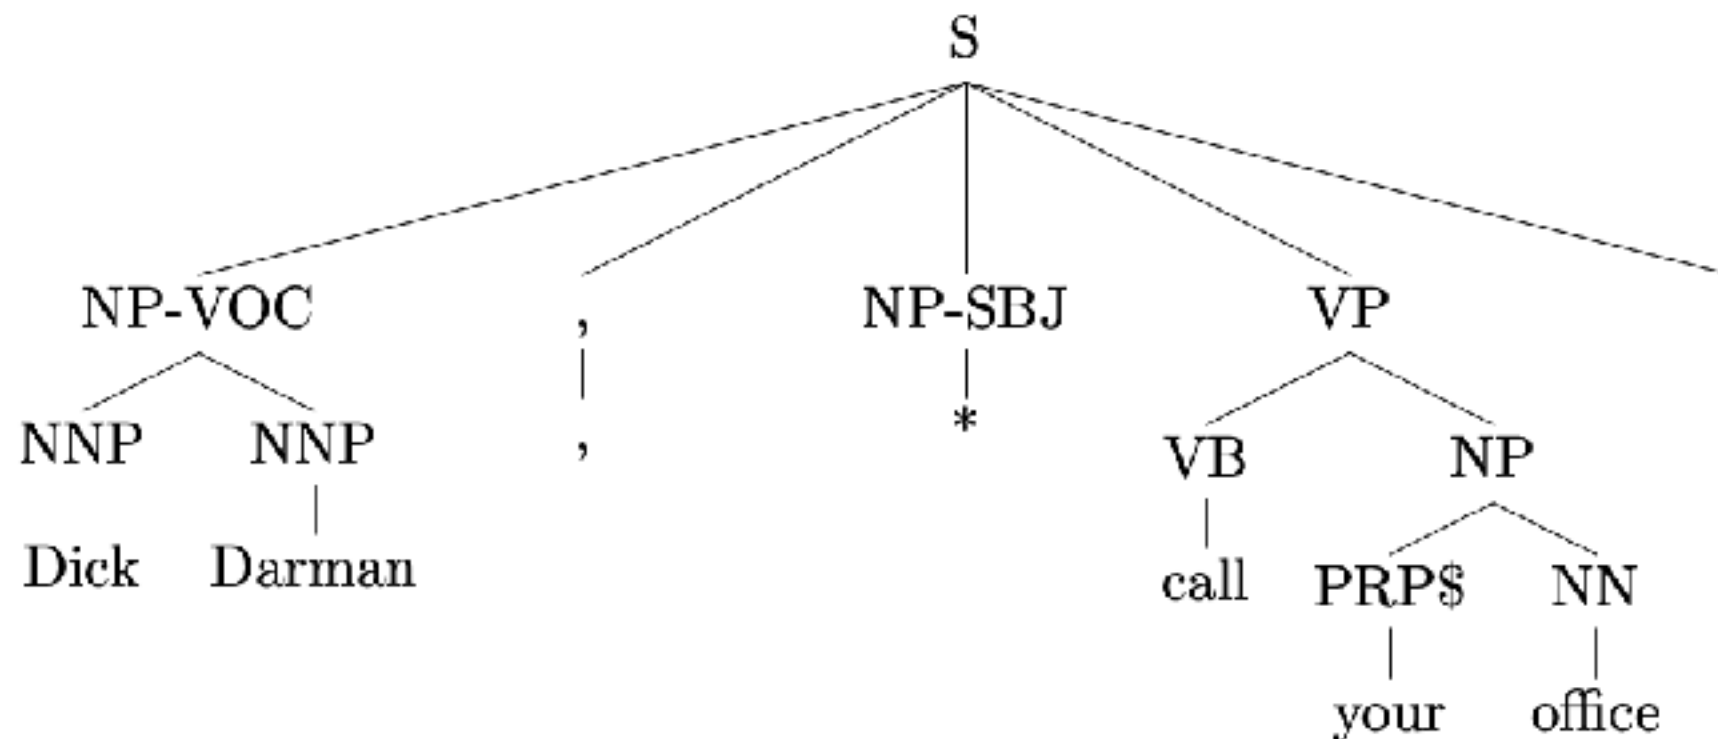 S
NP-VOC , NP-SBJ VP
NNP NNP , * VB NP
Dick Darman call PRP$ NN
your office